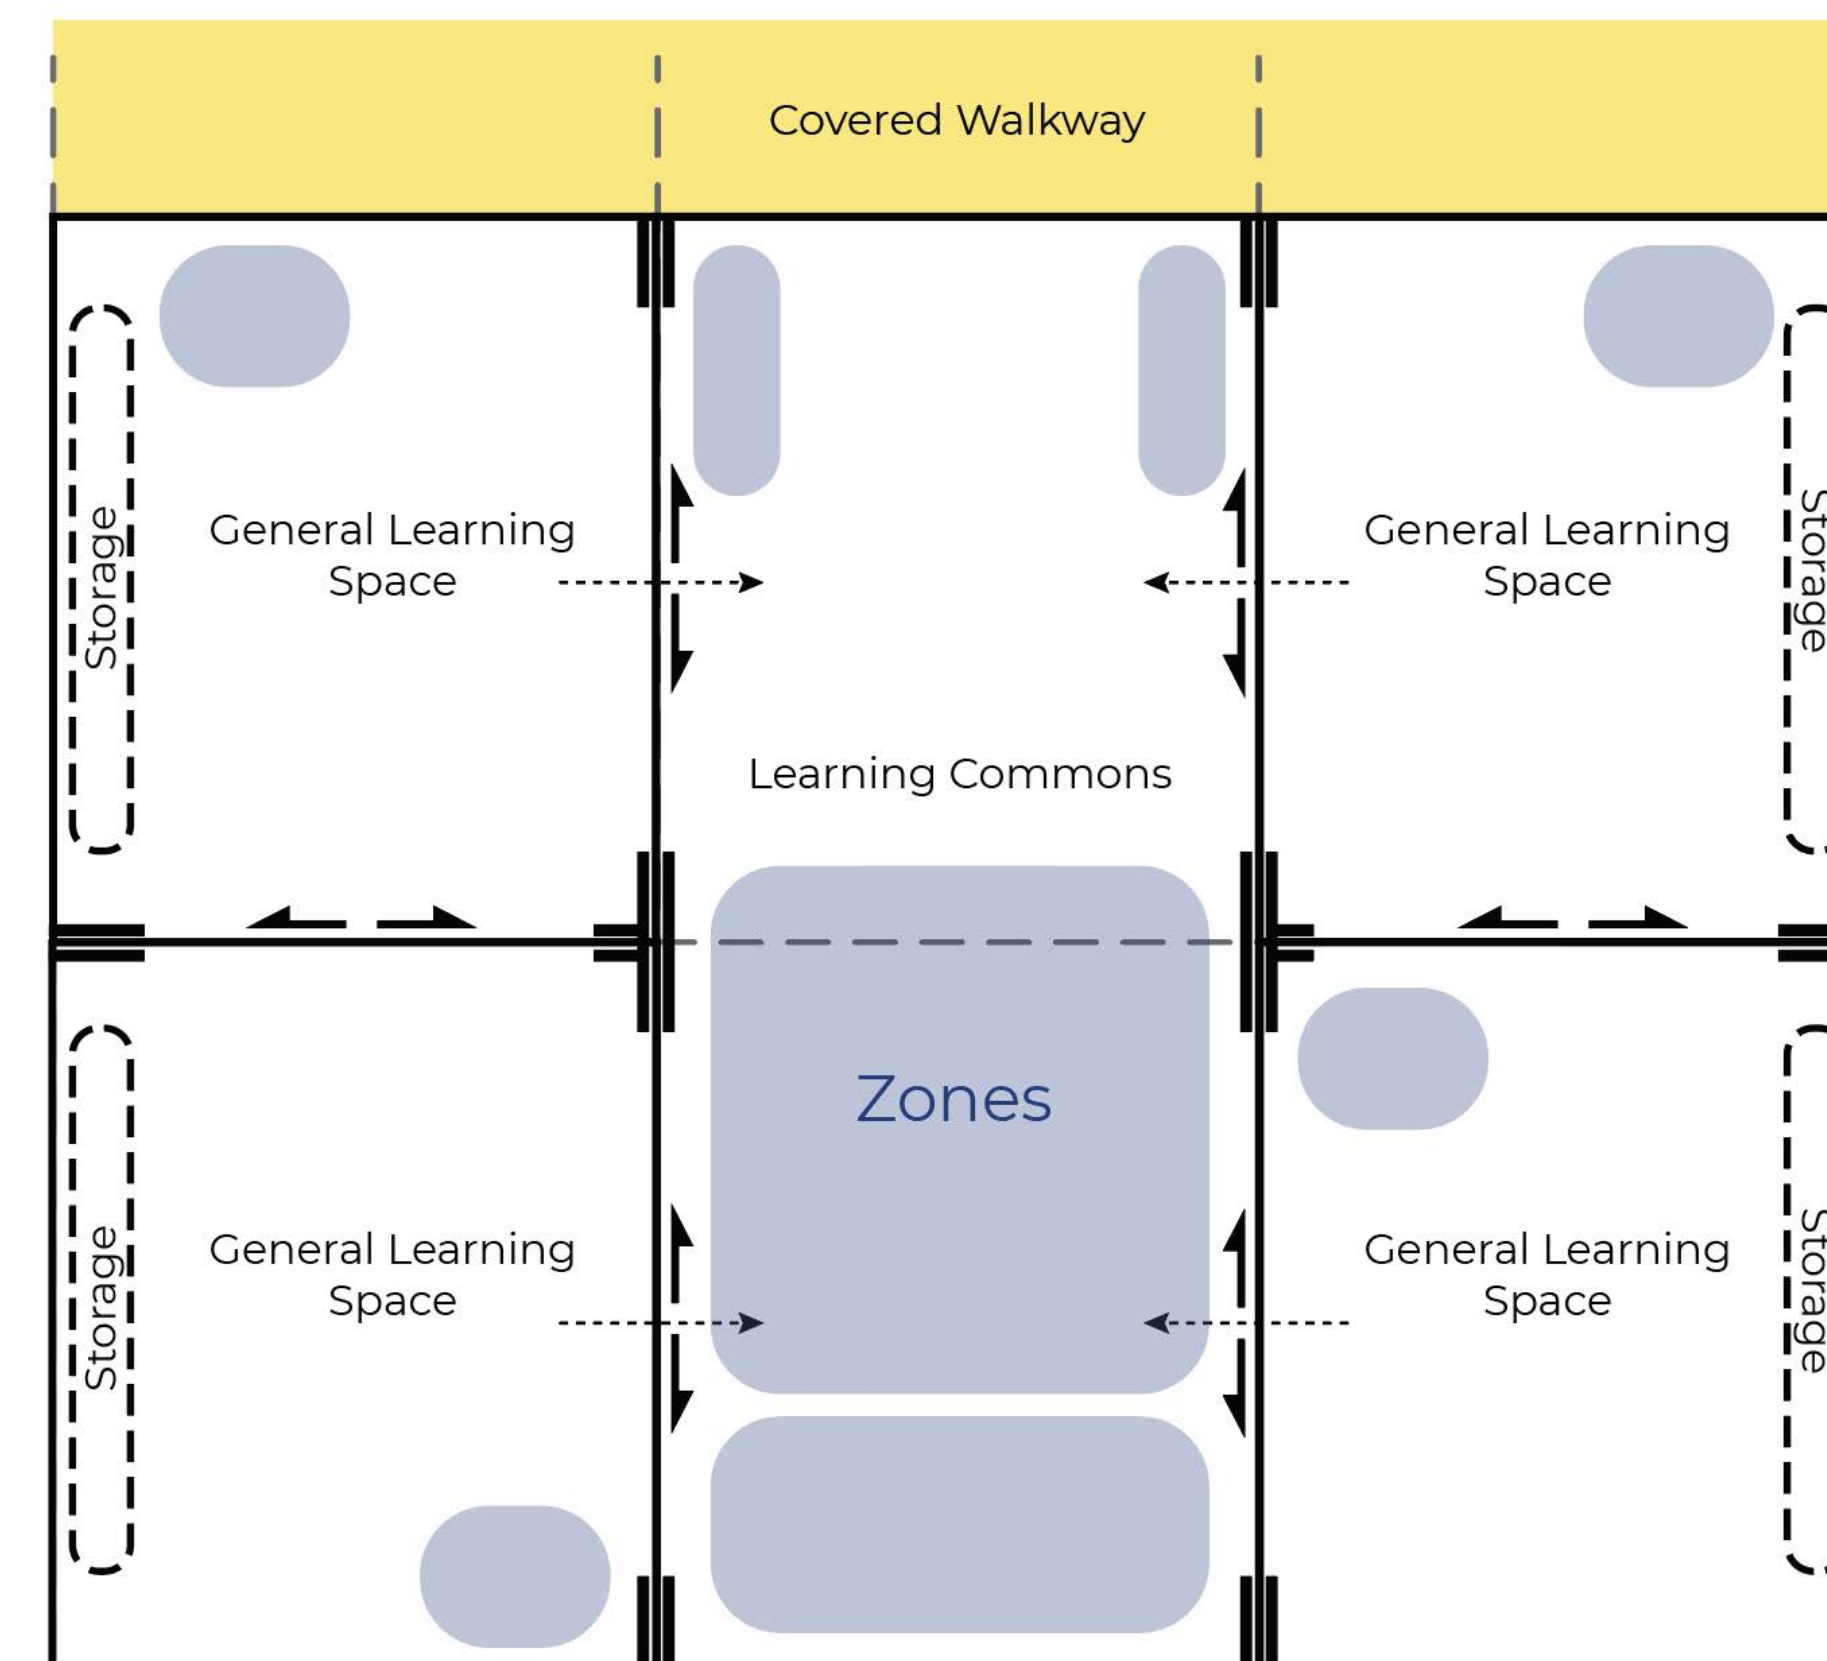 Covered Walkway
General Learning
Space
General Learning
Space
Storage
Storage
Learning Commons
Zones
General Learning
Space
General Learning
Space
Storage
Storage